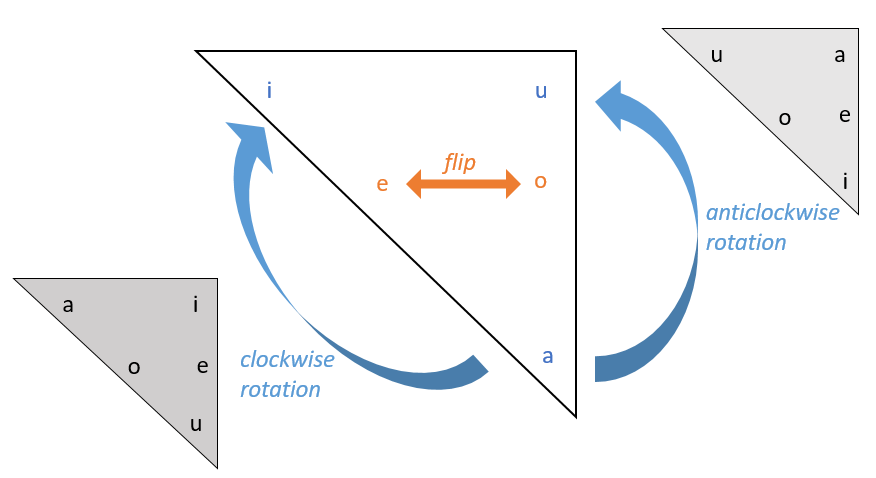 i u
flip
e o
a
clockwise
rotation
anticlockwise
rotation
u a
o e
i
a i
o e
u